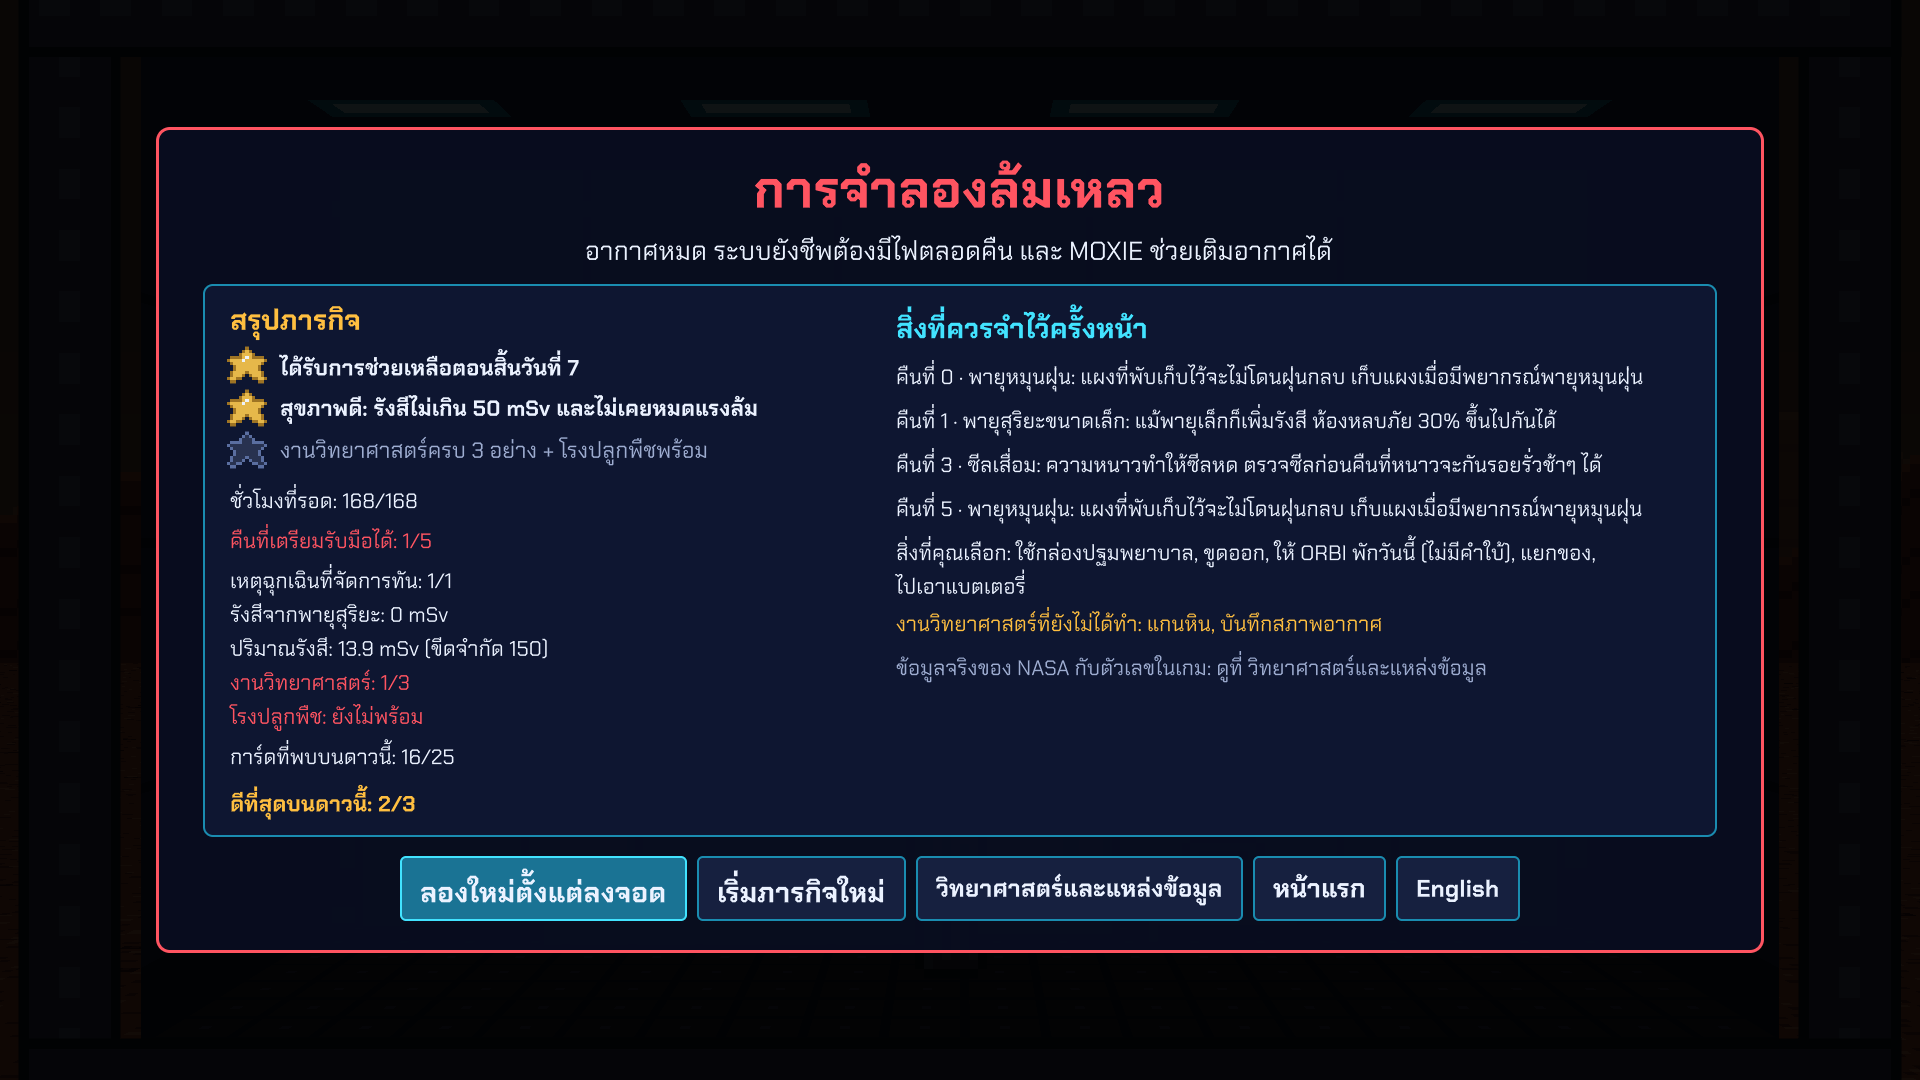 การจำลองล้มเหลว
อากาศหมด ระบบยังชีพต้องมีไฟตลอดคืน และ MOXIE ช่วยเติมอากาศได้
สรุปภารกิจ
ได้รับการช่วยเหลือตอนสิ้นวันที่ 7
สุขภาพดี: รังสีไม่เกิน 50 mSv และไม่เคยหมดแรงล้ม
งานวิทยาศาสตร์ครบ 3 อย่าง + โรงปลูกพืชพร้อม
ชั่วโมงที่รอด: 168/168
คืนที่เตรียมรับมือได้: 1/5
เหตุฉุกเฉินที่จัดการทัน: 1/1
รังสีจากพายุสุริยะ: 0 mSv
ปริมาณรังสี: 13.9 mSv (ขีดจำกัด 150)
งานวิทยาศาสตร์: 1/3
โรงปลูกพืช: ยังไม่พร้อม
การ์ดที่พบบนดาวนี้: 16/25
ดีที่สุดบนดาวนี้: 2/3
สิ่งที่ควรจำไว้ครั้งหน้า
คืนที่ 0 · พายุหมุนฝุ่น: แผงที่พับเก็บไว้จะไม่โดนฝุ่นกลบ เก็บแผงเมื่อมีพยากรณ์พายุหมุนฝุ่น
คืนที่ 1 · พายุสุริยะขนาดเล็ก: แม้พายุเล็กก็เพิ่มรังสี ห้องหลบภัย 30% ขึ้นไปกันได้
คืนที่ 3 · ซีลเสื่อม: ความหนาวทำให้ซีลหด ตรวจซีลก่อนคืนที่หนาวจะกันรอยรั่วช้าๆ ได้
คืนที่ 5 · พายุหมุนฝุ่น: แผงที่พับเก็บไว้จะไม่โดนฝุ่นกลบ เก็บแผงเมื่อมีพยากรณ์พายุหมุนฝุ่น
สิ่งที่คุณเลือก: ใช้กล่องปฐมพยาบาล, ขูดออก, ให้ ORBI พักวันนี้ (ไม่มีคำใบ้), แยกของ,
ไปเอาแบตเตอรี่
งานวิทยาศาสตร์ที่ยังไม่ได้ทำ: แกนหิน, บันทึกสภาพอากาศ
ข้อมูลจริงของ NASA กับตัวเลขในเกม: ดูที่ วิทยาศาสตร์และแหล่งข้อมูล
ลองใหม่ตั้งแต่ลงจอด
เริ่มภารกิจใหม่
วิทยาศาสตร์และแหล่งข้อมูล
หน้าแรก
English